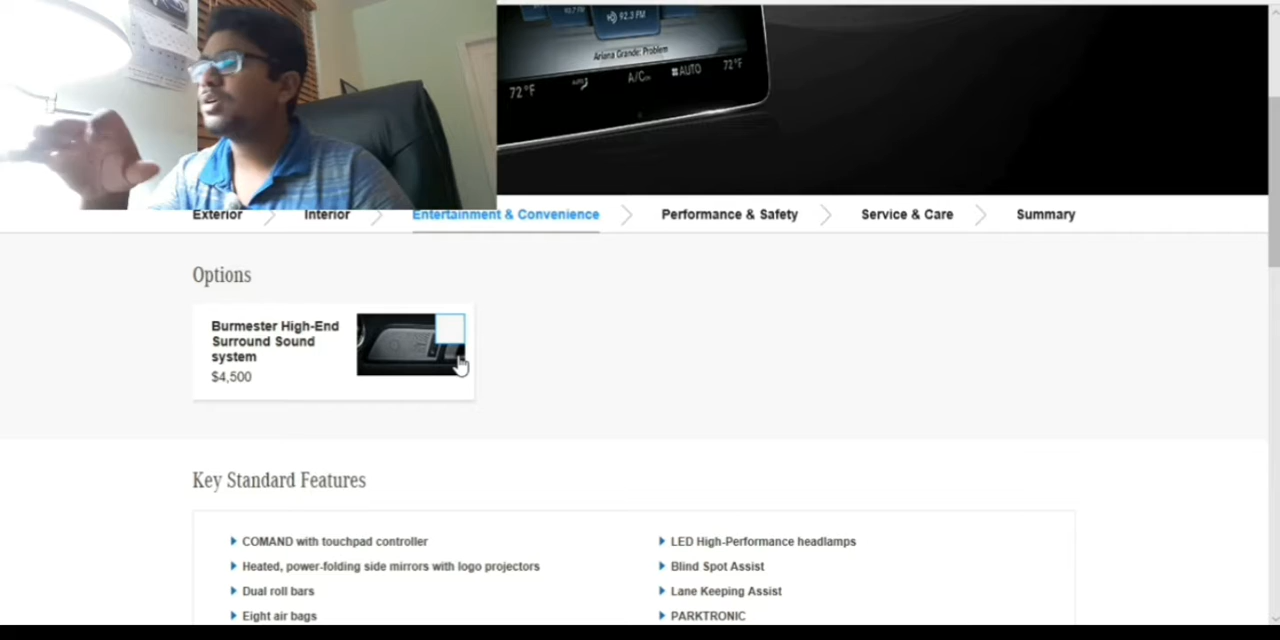 92.3 FM
Ariana Grande: Problem
72°F
A/C
AUTO
72°F
Exterior
Interior
Entertainment & Convenience
Performance & Safety
Service & Care
Summary
Options
Burmester High-End
Surround Sound
system
$4,500
Key Standard Features
COMAND with touchpad controller
LED High-Performance headlamps
Heated, power-folding side mirrors with logo projectors
Blind Spot Assist
Dual roll bars
Lane Keeping Assist
Eight air bags
PARKTRONIC